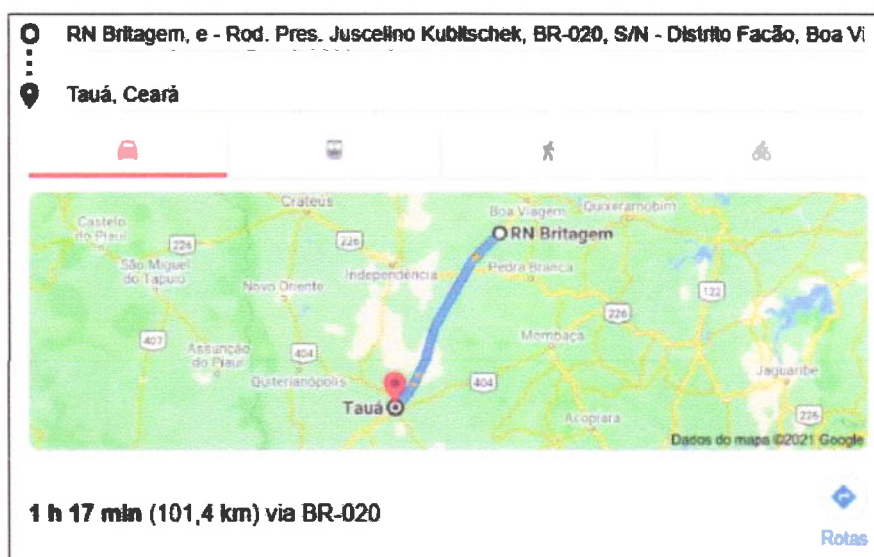 RN Britagem, e - Rod. Pres. Juscelino Kubitschek, BR-020, S/N - Distrito Facão, Boa Vi
Tauá, Ceará
Crateus
Boa Viagem
Quixeramobim
Castelo do Piauí
226
226
RN Britagem
São Miguel do Tapuio
Novo Oriente
Independência
Pedra Branca
122
226
407
Assunção do Piauí
404
Mombaça
Quiterianópolis
404
Jaguaribe
Tauá
Acopiara
226
Dados do mapa ©2021 Google
1 h 17 min (101,4 km) via BR-020
Rotas